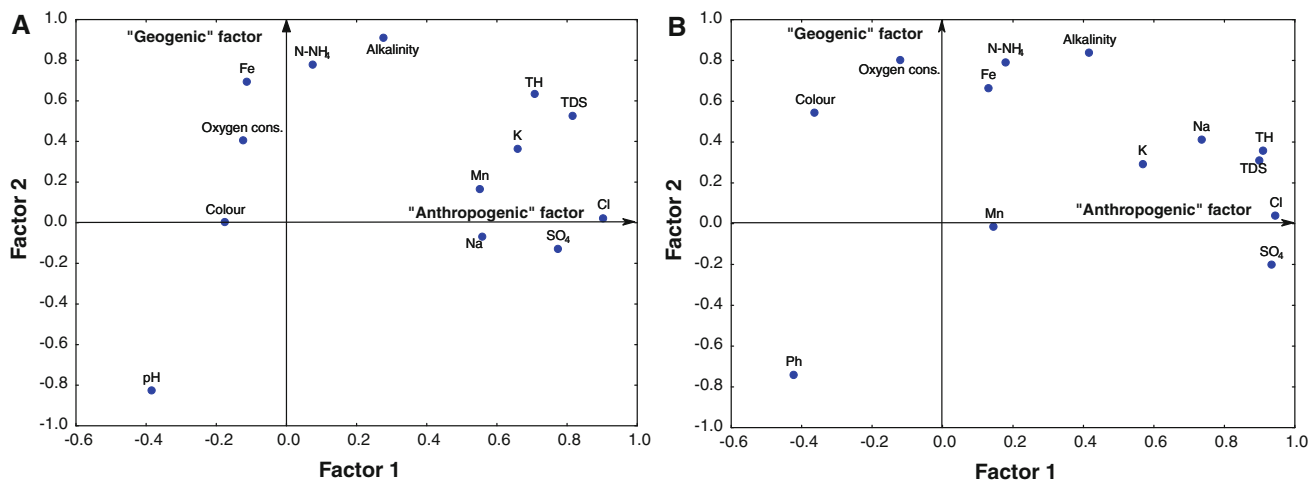 A
1.0
0.8
0.6
0.4
0.2
0.0
-0.2
-0.4
-0.6
-0.8
-1.0
Factor 2
"Geogenic" factor
N-NH4
Alkalinity
Fe
TH
TDS
Oxygen cons.
K
Mn
Colour
"Anthropogenic" factor
Cl
Na
SO4
pH
-0.6
-0.4
-0.2
0.0
0.2
0.4
0.6
0.8
1.0
Factor 1
B
1.0
0.8
0.6
0.4
0.2
0.0
-0.2
-0.4
-0.6
-0.8
-1.0
Factor 2
"Geogenic" factor
Alkalinity
N-NH4
Oxygen cons.
Fe
Colour
Na
TH
K
TDS
Mn
"Anthropogenic" factor
Cl
SO4
Ph
-0.6
-0.4
-0.2
0.0
0.2
0.4
0.6
0.8
1.0
Factor 1